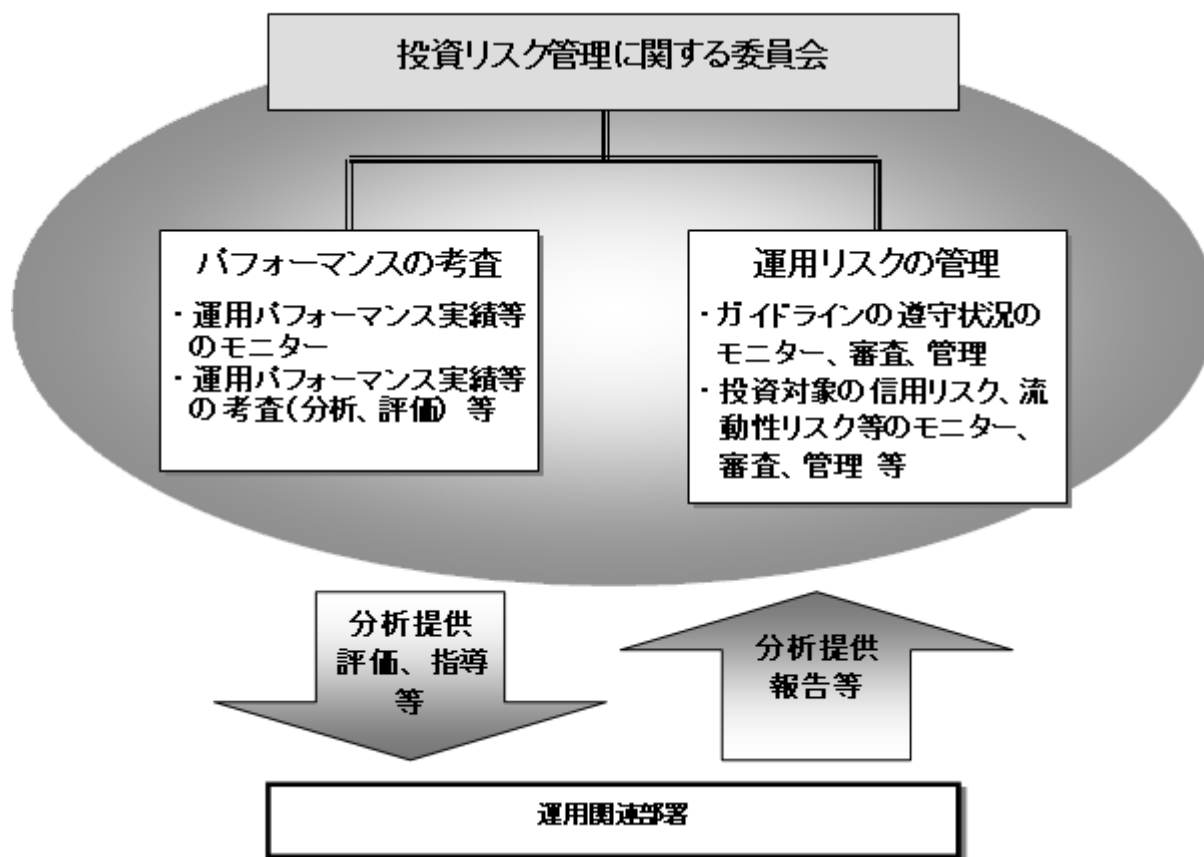 投資リスク管理に関する委員会
パフォーマンスの考査
・運用パフォーマンス実績等
のモニター
・運用パフォーマンス実績等
の考査(分析、評価) 等
運用リスクの管理
・ガイドラインの遵守状況の
モニター、審査、管理
・投資対象の信用リスク、流
動性リスク等のモニター、
審査、管理 等
分析提供
評価、指導
等
分析提供
報告等
運用関連部署